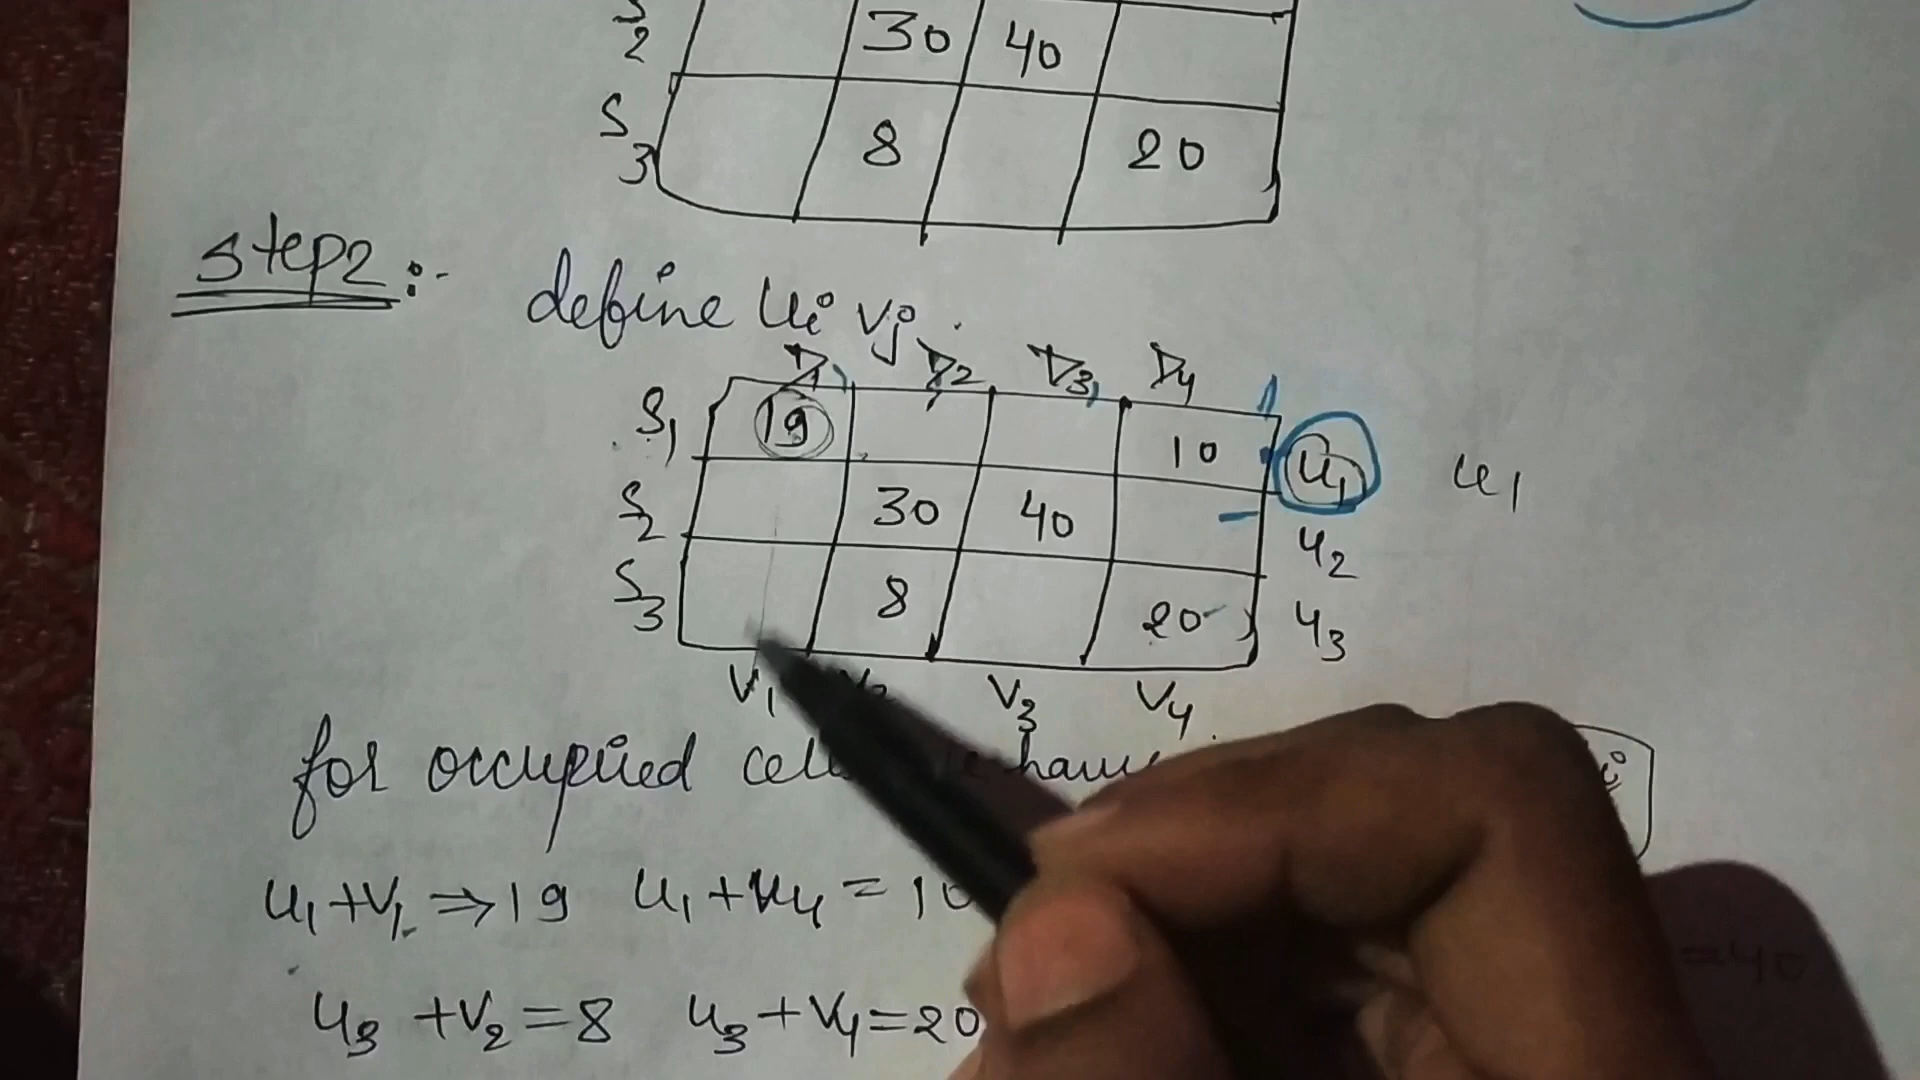 S2 30 40
S3 8 20
Step2:- define ui vj
D1 D2 D3 D4
S1 19 10 u1 u1
S2 30 40 u2
S3 8 20 u3
V1 V3 V4
for occupied
u1+V1 ⇒ 19 u1+V4 = 10 =40
u3 +V2=8 u3+V4=20